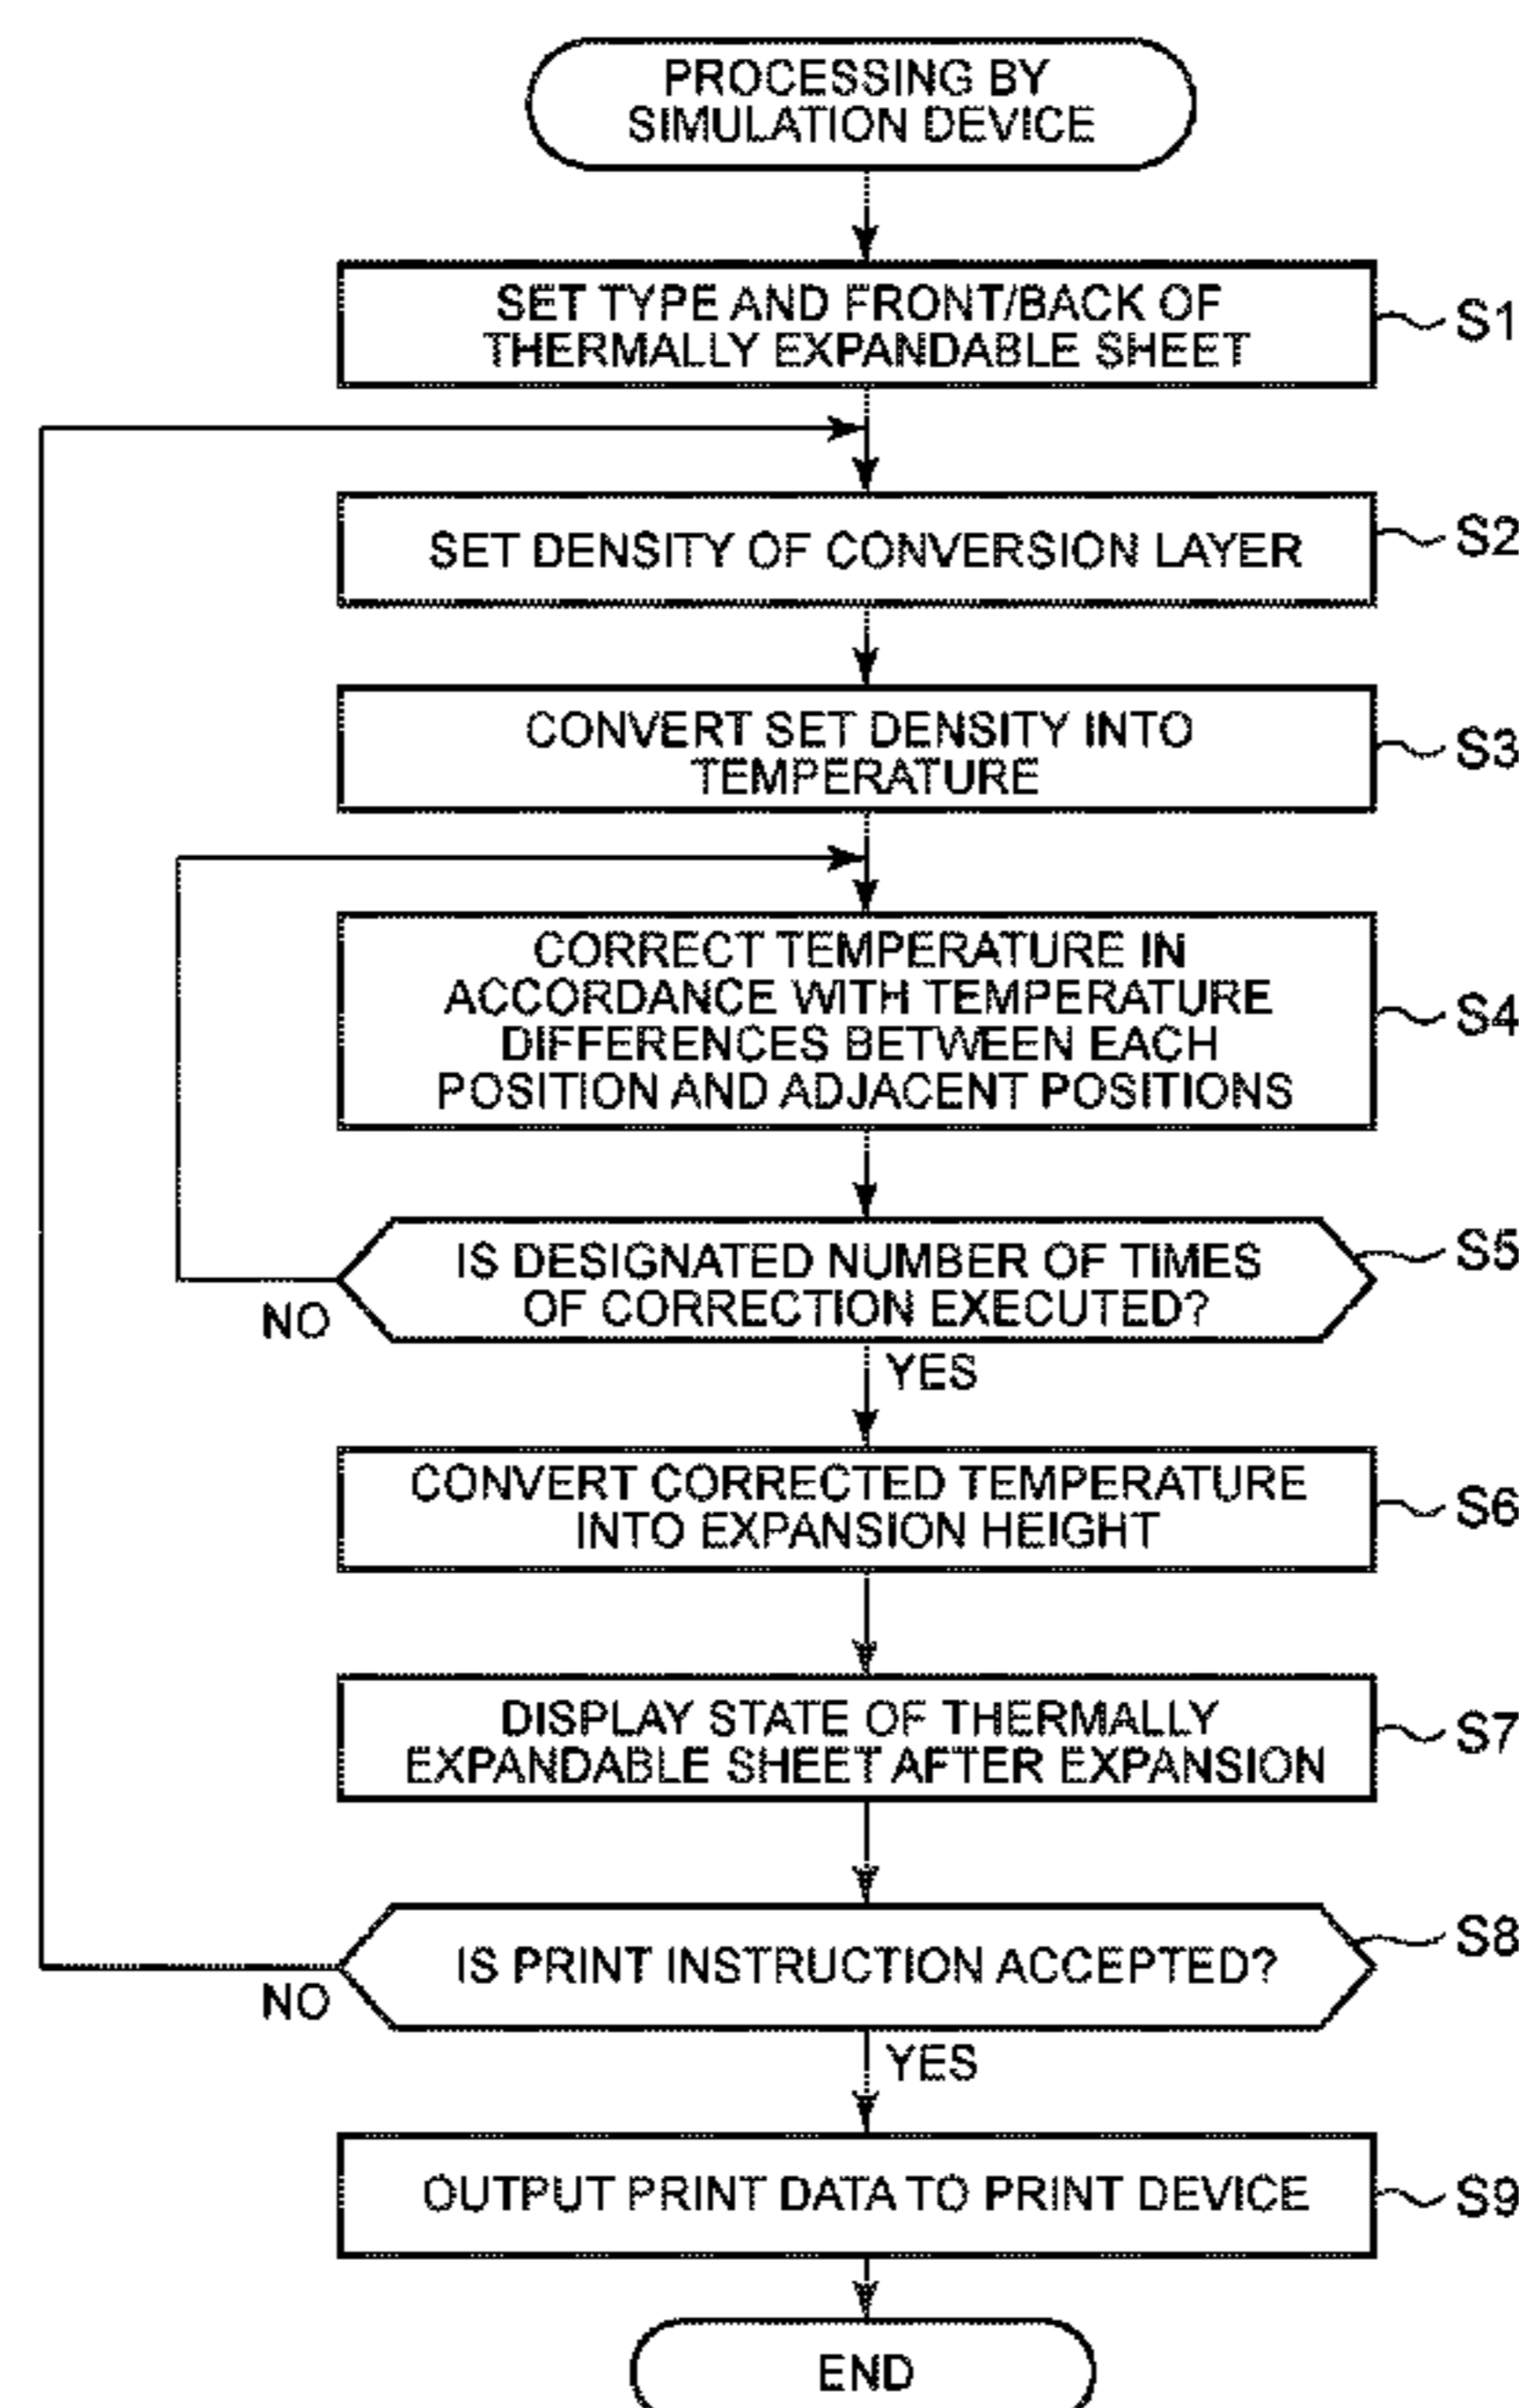 PROCESSING BY
SIMULATION DEVICE
SET TYPE AND FRONT/BACK OF
THERMALLY EXPANDABLE SHEET
S1
SET DENSITY OF CONVERSION LAYER
S2
CONVERT SET DENSITY INTO
TEMPERATURE
S3
CORRECT TEMPERATURE IN
ACCORDANCE WITH TEMPERATURE
DIFFERENCES BETWEEN EACH
POSITION AND ADJACENT POSITIONS
S4
IS DESIGNATED NUMBER OF TIMES
OF CORRECTION EXECUTED?
S5
NO
YES
CONVERT CORRECTED TEMPERATURE
INTO EXPANSION HEIGHT
S6
DISPLAY STATE OF THERMALLY
EXPANDABLE SHEET AFTER EXPANSION
S7
IS PRINT INSTRUCTION ACCEPTED?
S8
NO
YES
OUTPUT PRINT DATA TO PRINT DEVICE
S9
END